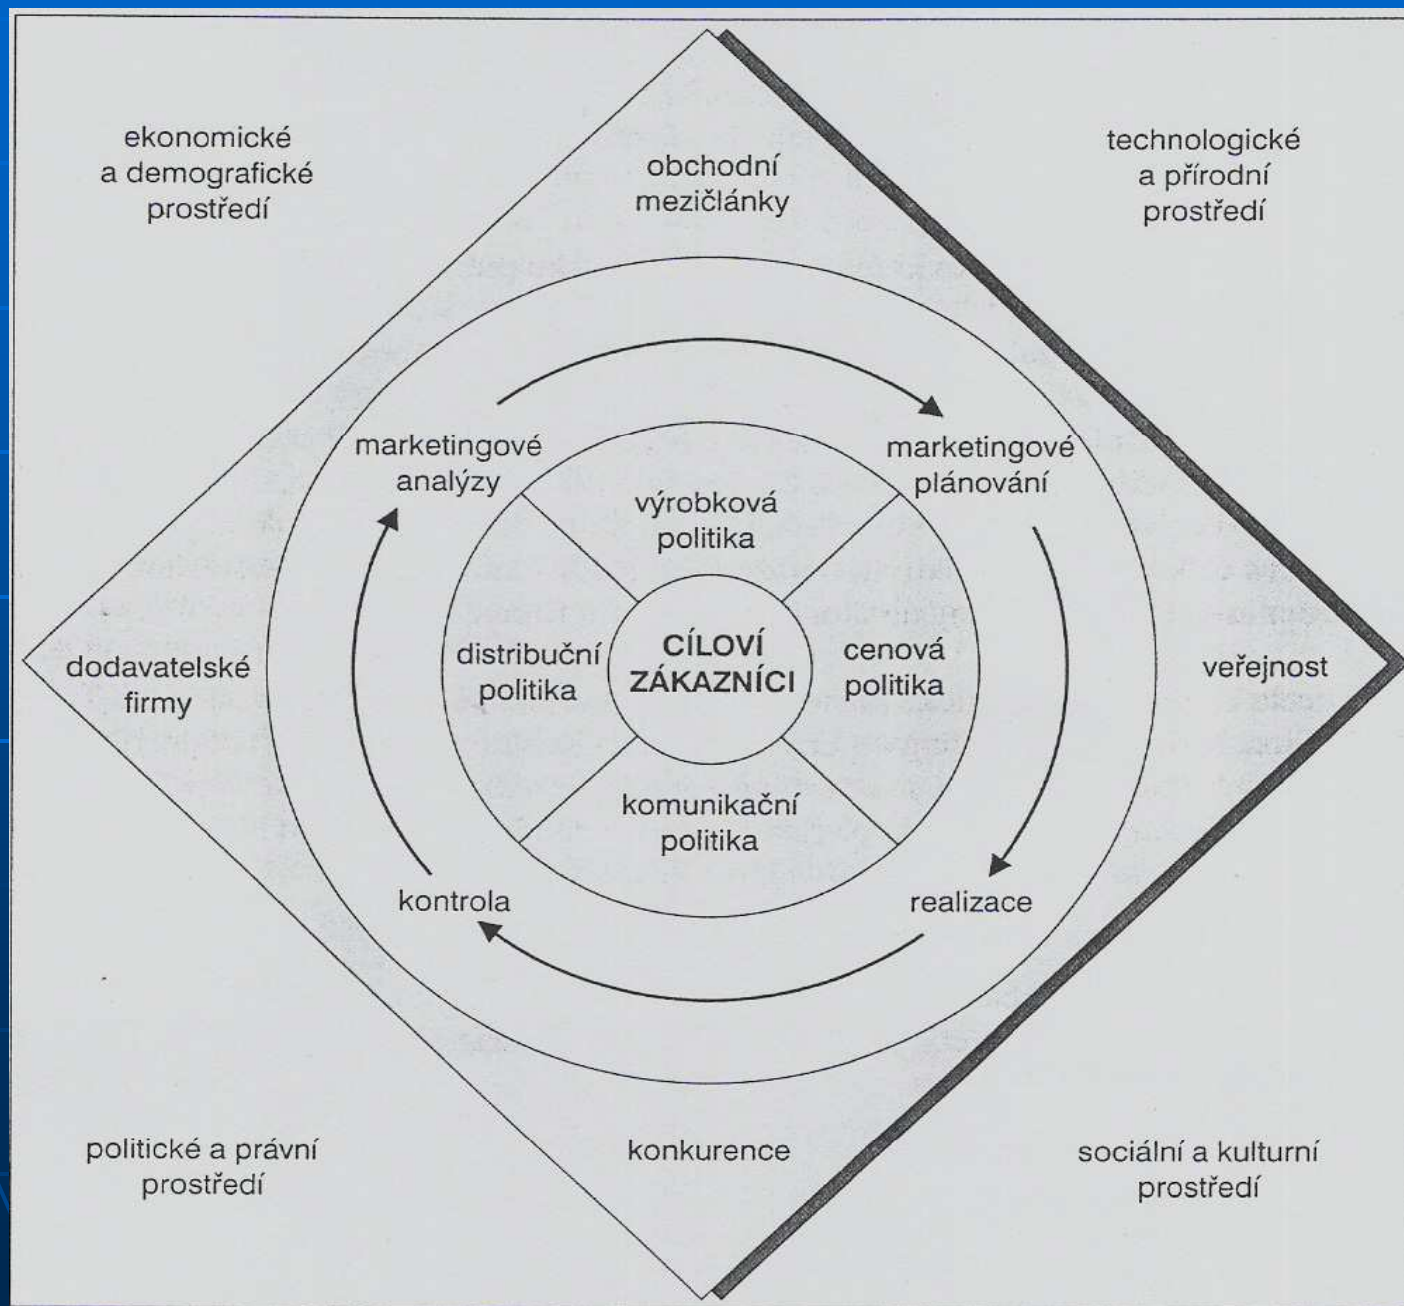 ekonomické
a demografické
prostředí
technologické
a přírodní
prostředí
obchodní
mezičlánky
marketingové
analýzy
marketingové
plánování
výrobková
politika
dodavatelské
firmy
distribuční
politika
CÍLOVÍ
ZÁKAZNÍCI
cenová
politika
veřejnost
komunikační
politika
kontrola
realizace
politické a právní
prostředí
konkurence
sociální a kulturní
prostředí